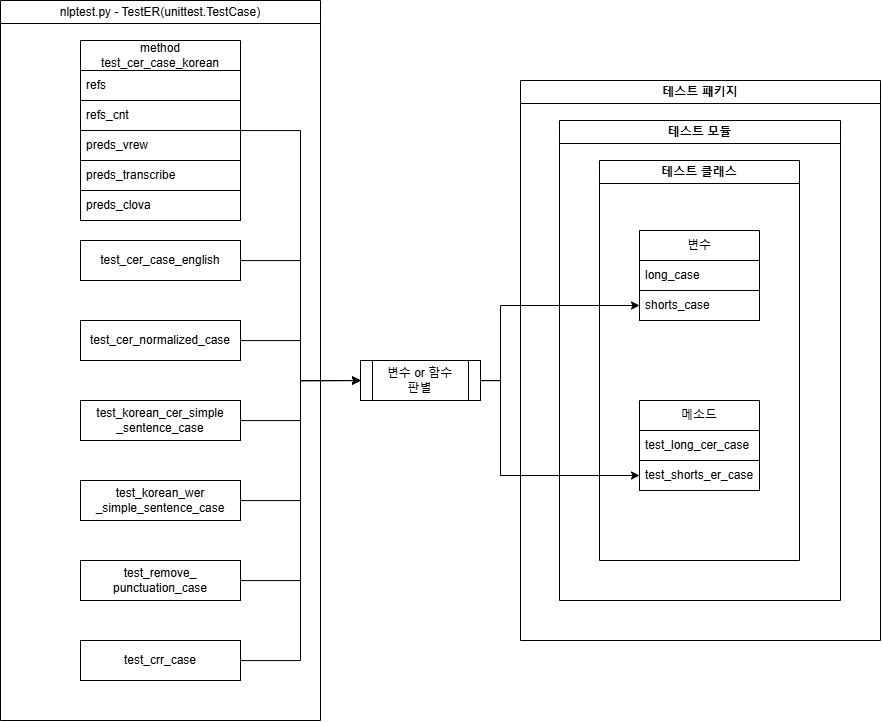 nlptest.py - TestER(unittest.TestCase)
method
test_cer_case_korean
refs
refs_cnt
preds_vrew
preds_transcribe
preds_clova
test_cer_case_english
test_cer_normalized_case
test_korean_cer_simple
_sentence_case
test_korean_wer
_simple_sentence_case
test_remove_
punctuation_case
test_crr_case
변수 or 함수
판별
테스트 패키지
테스트 모듈
테스트 클래스
변수
long_case
shorts_case
메소드
test_long_cer_case
test_shorts_er_case